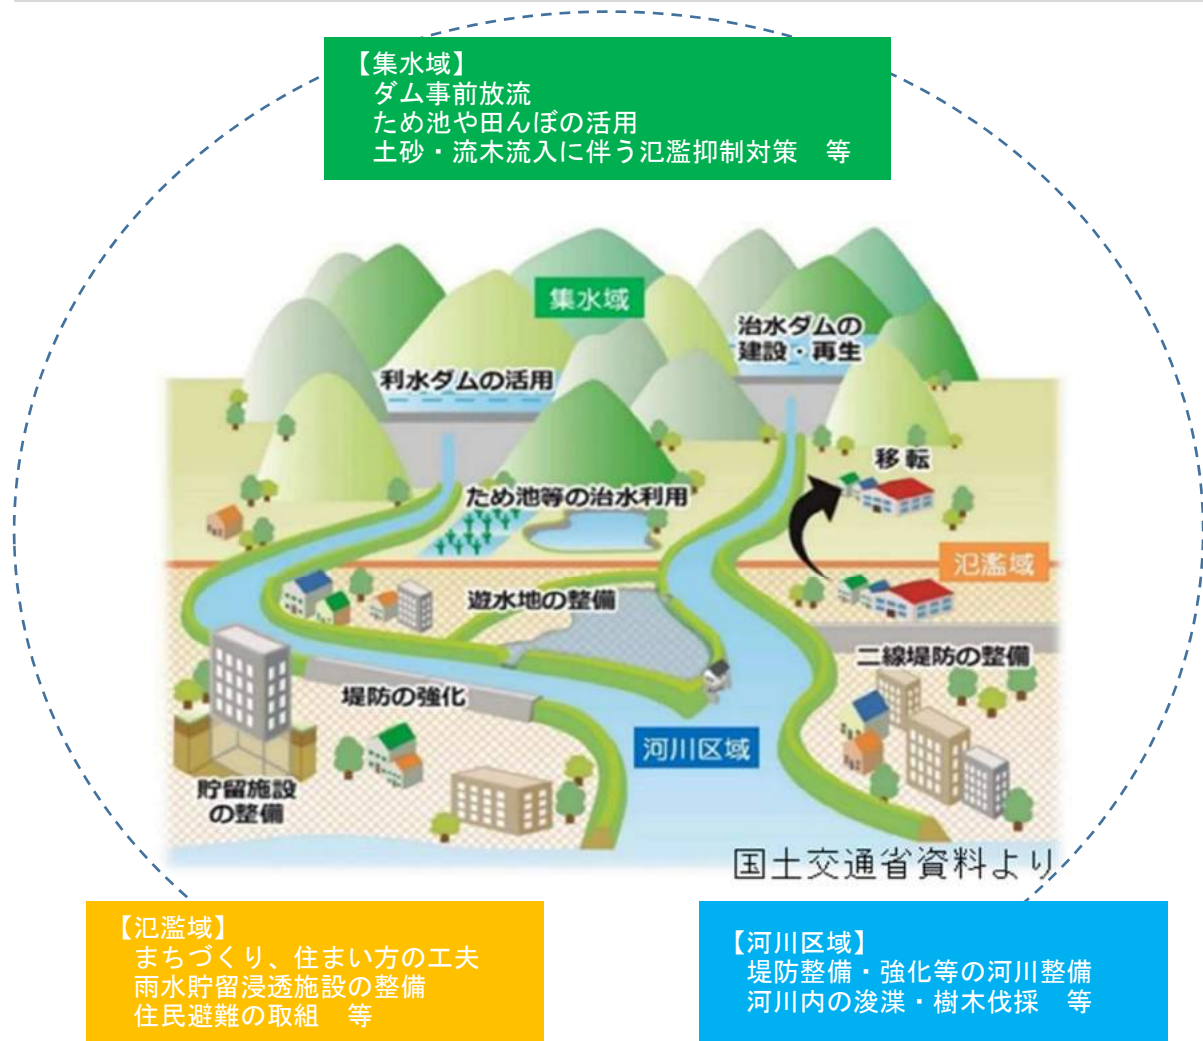 【集水域】
ダム事前放流
ため池や田んぼの活用
土砂・流木流入に伴う氾濫抑制対策　等
集水域
治水ダムの
建設・再生
利水ダムの活用
移転
ため池等の治水利用
氾濫域
遊水地の整備
二線堤防の整備
堤防の強化
河川区域
貯留施設
の整備
国土交通省資料より
【氾濫域】
まちづくり、住まい方の工夫
雨水貯留浸透施設の整備
住民避難の取組　等
【河川区域】
堤防整備・強化等の河川整備
河川内の浚渫・樹木伐採　等